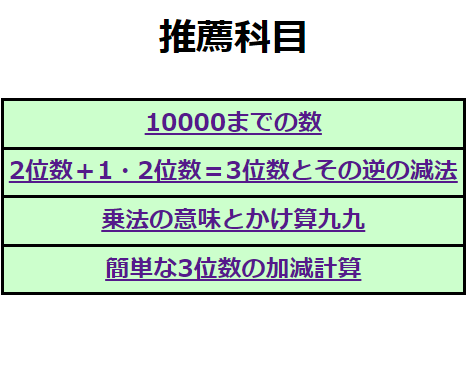 推薦科目
10000までの数
2位数＋1・2位数＝3位数とその逆の減法
乗法の意味とかけ算九九
簡単な3位数の加減計算